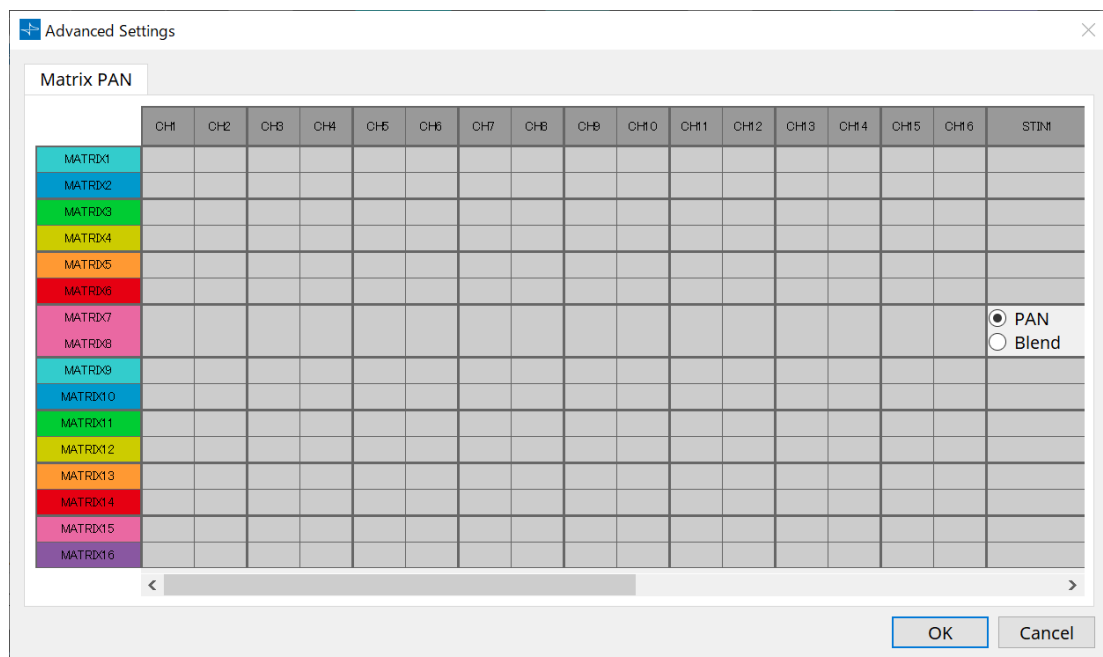 Advanced Settings
Matrix PAN
CH1 CH2 CH3 CH4 CH5 CH6 CH7 CH8 CH9 CH10 CH11 CH12 CH13 CH14 CH15 CH16 STIN1
MATRIX1
MATRIX2
MATRIX3
MATRIX4
MATRIX5
MATRIX6
MATRIX7 PAN
MATRIX8 Blend
MATRIX9
MATRIX10
MATRIX11
MATRIX12
MATRIX13
MATRIX14
MATRIX15
MATRIX16
OK Cancel